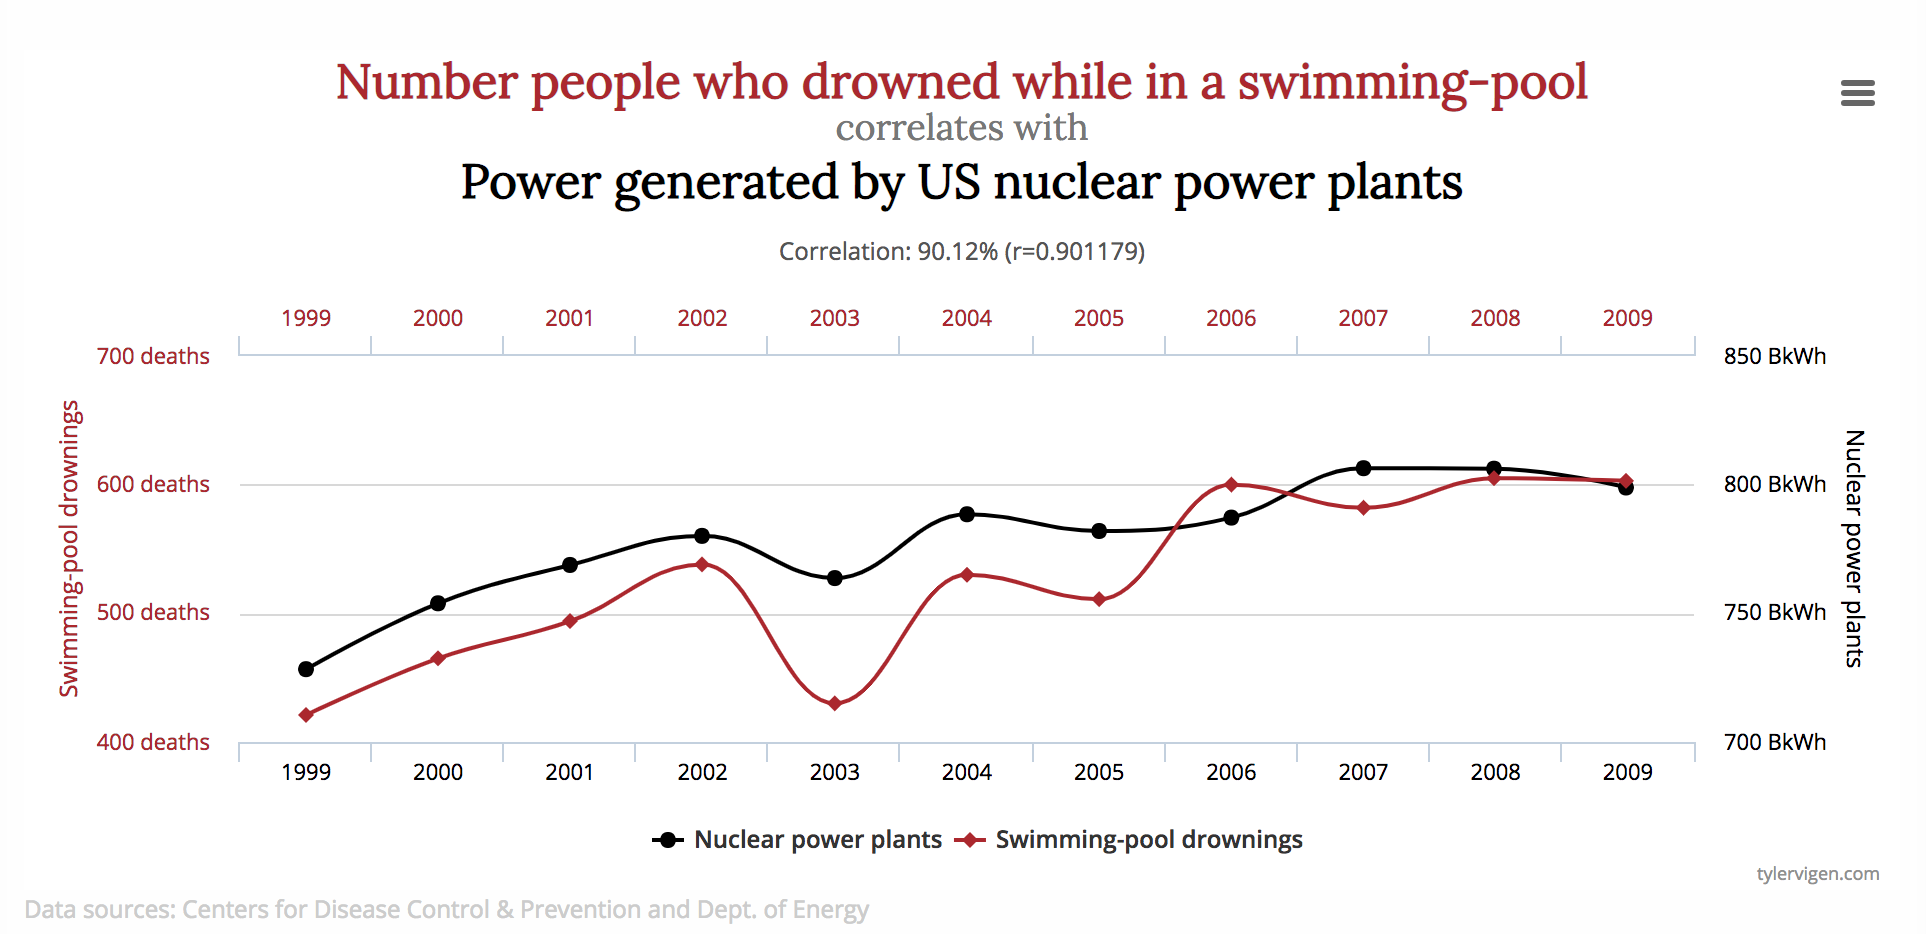 Number people who drowned while in a swimming-pool
correlates with
Power generated by US nuclear power plants
Correlation: 90.12% (r=0.901179)
1999 2000 2001 2002 2003 2004 2005 2006 2007 2008 2009
700 deaths 850 BkWh
600 deaths 800 BkWh
500 deaths 750 BkWh
400 deaths 700 BkWh
Swimming-pool drownings
Nuclear power plants
1999 2000 2001 2002 2003 2004 2005 2006 2007 2008 2009
Nuclear power plants Swimming-pool drownings
tylervigen.com
Data sources: Centers for Disease Control & Prevention and Dept. of Energy